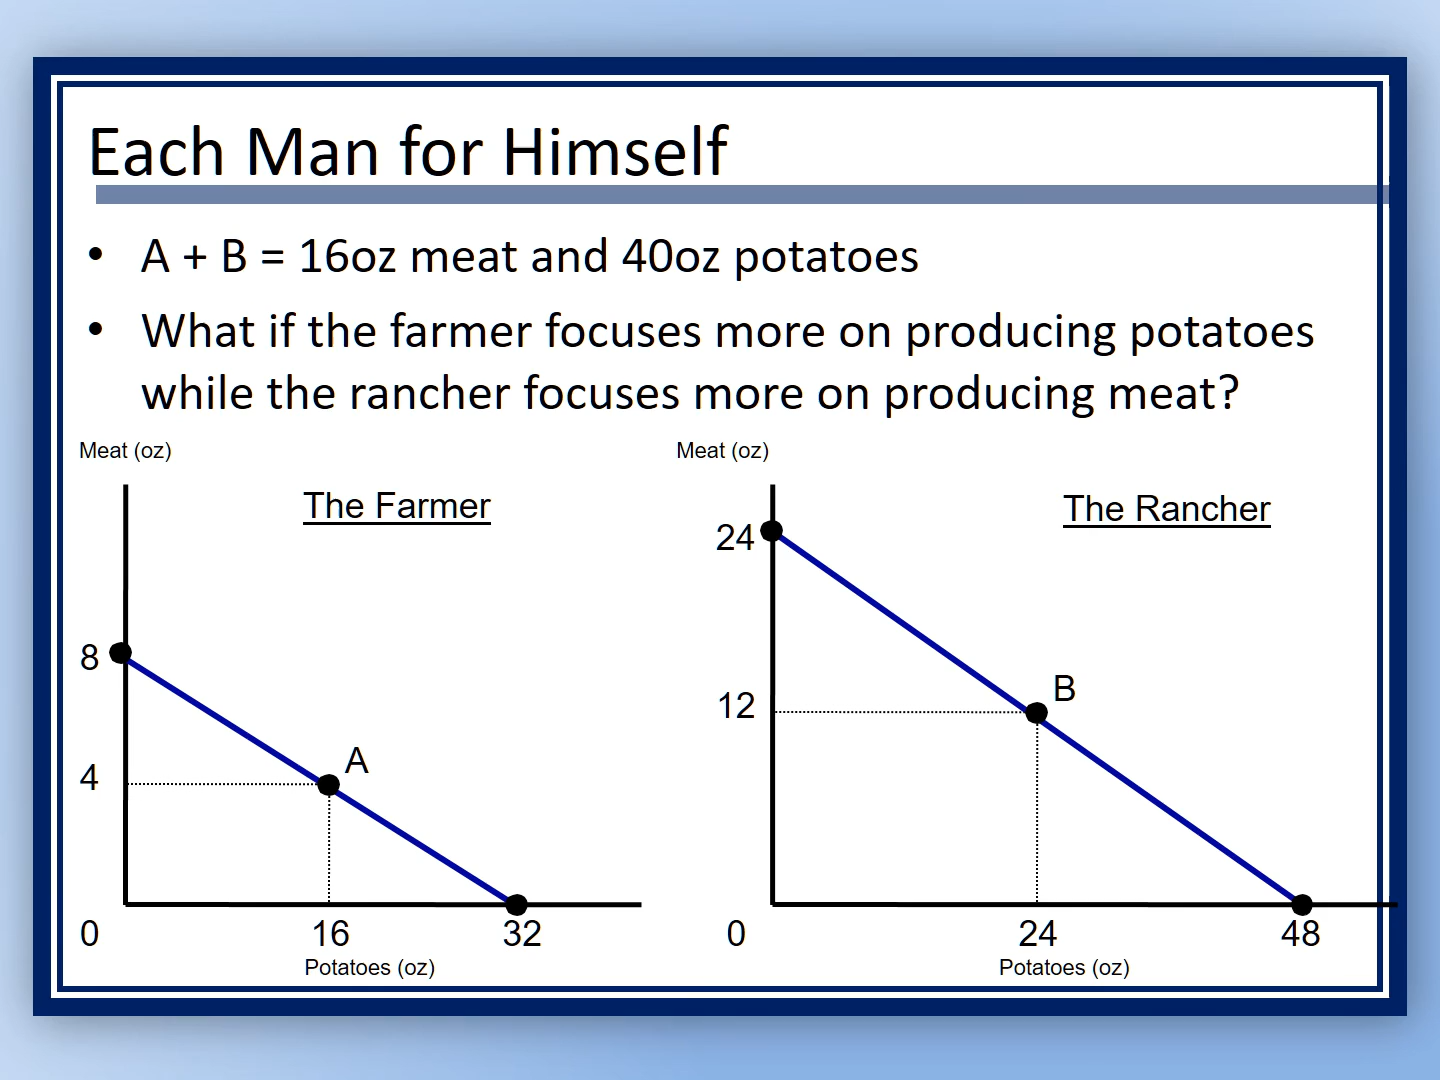 Each Man for Himself
• A + B = 16oz meat and 40oz potatoes
• What if the farmer focuses more on producing potatoes
while the rancher focuses more on producing meat?
Meat (oz)
The Farmer
8
A
4
0
16
32
Potatoes (oz)
Meat (oz)
The Rancher
24
B
12
0
24
48
Potatoes (oz)